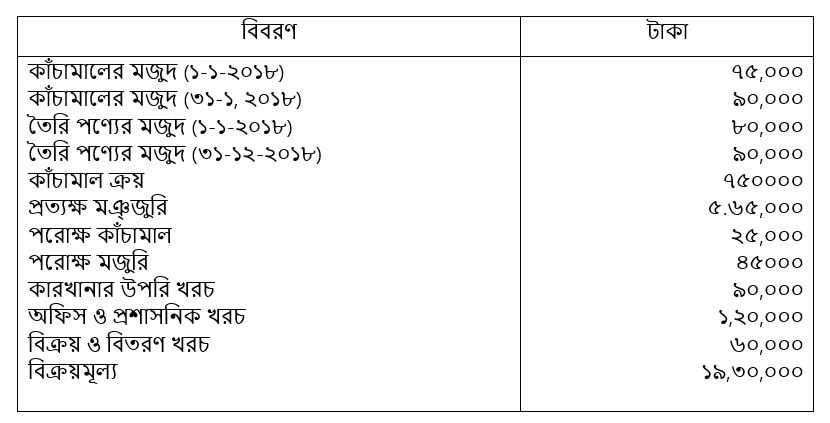 বিবরণ টাকা
কাঁচামালের মজুদ (১-১-২০১৮) ৭৫,০০০
কাঁচামালের মজুদ (৩১-১, ২০১৮) ৯০,০০০
তৈরি পণ্যের মজুদ (১-১-২০১৮) ৮০,০০০
তৈরি পণ্যের মজুদ (৩১-১২-২০১৮) ৯০,০০০
কাঁচামাল ক্রয় ৭৫০০০০
প্রত্যক্ষ মঞ্জুজুরি ৫.৬৫,০০০
পরোক্ষ কাঁচামাল ২৫,০০০
পরোক্ষ মজুরি ৪৫০০০
কারখানার উপরি খরচ ৯০,০০০
অফিস ও প্রশাসনিক খরচ ১,২০,০০০
বিক্রয় ও বিতরণ খরচ ৬০,০০০
বিক্রয়মূল্য ১৯,৩০,০০০